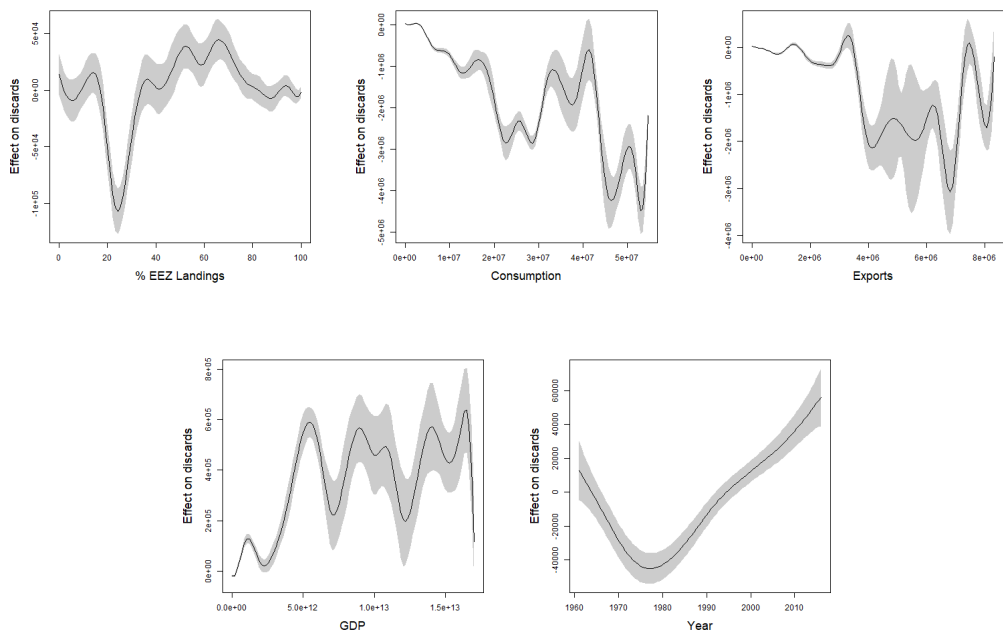 Effect on discards
5e+04
0e+00
-5e+04
-1e+05
0 20 40 60 80 100
% EEZ Landings
Effect on discards
0e+00
-1e+06
-2e+06
-3e+06
-4e+06
-5e+06
0e+00 1e+07 2e+07 3e+07 4e+07 5e+07
Consumption
Effect on discards
0e+00
-1e+06
-2e+06
-3e+06
-4e+06
0e+00 2e+06 4e+06 6e+06 8e+06
Exports
Effect on discards
8e+05
6e+05
4e+05
2e+05
0e+00
0.0e+00 5.0e+12 1.0e+13 1.5e+13
GDP
Effect on discards
60000
40000
20000
0
-20000
-40000
1960 1970 1980 1990 2000 2010
Year